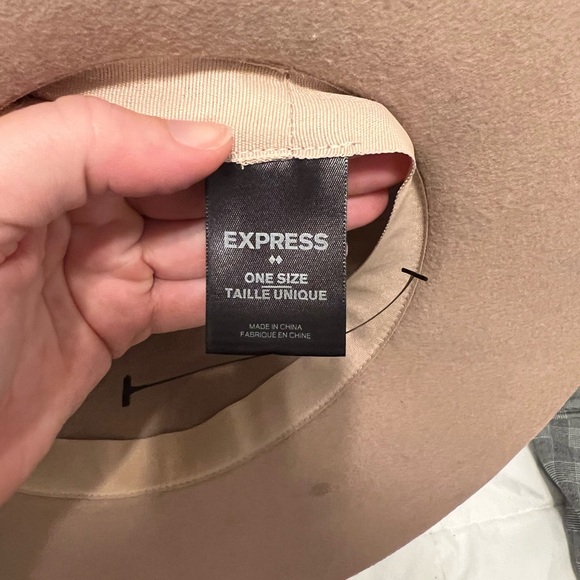 EXPRESS
ONE SIZE
TAILLE UNIQUE
MADE IN CHINA
FABRIQUÉ EN CHINE